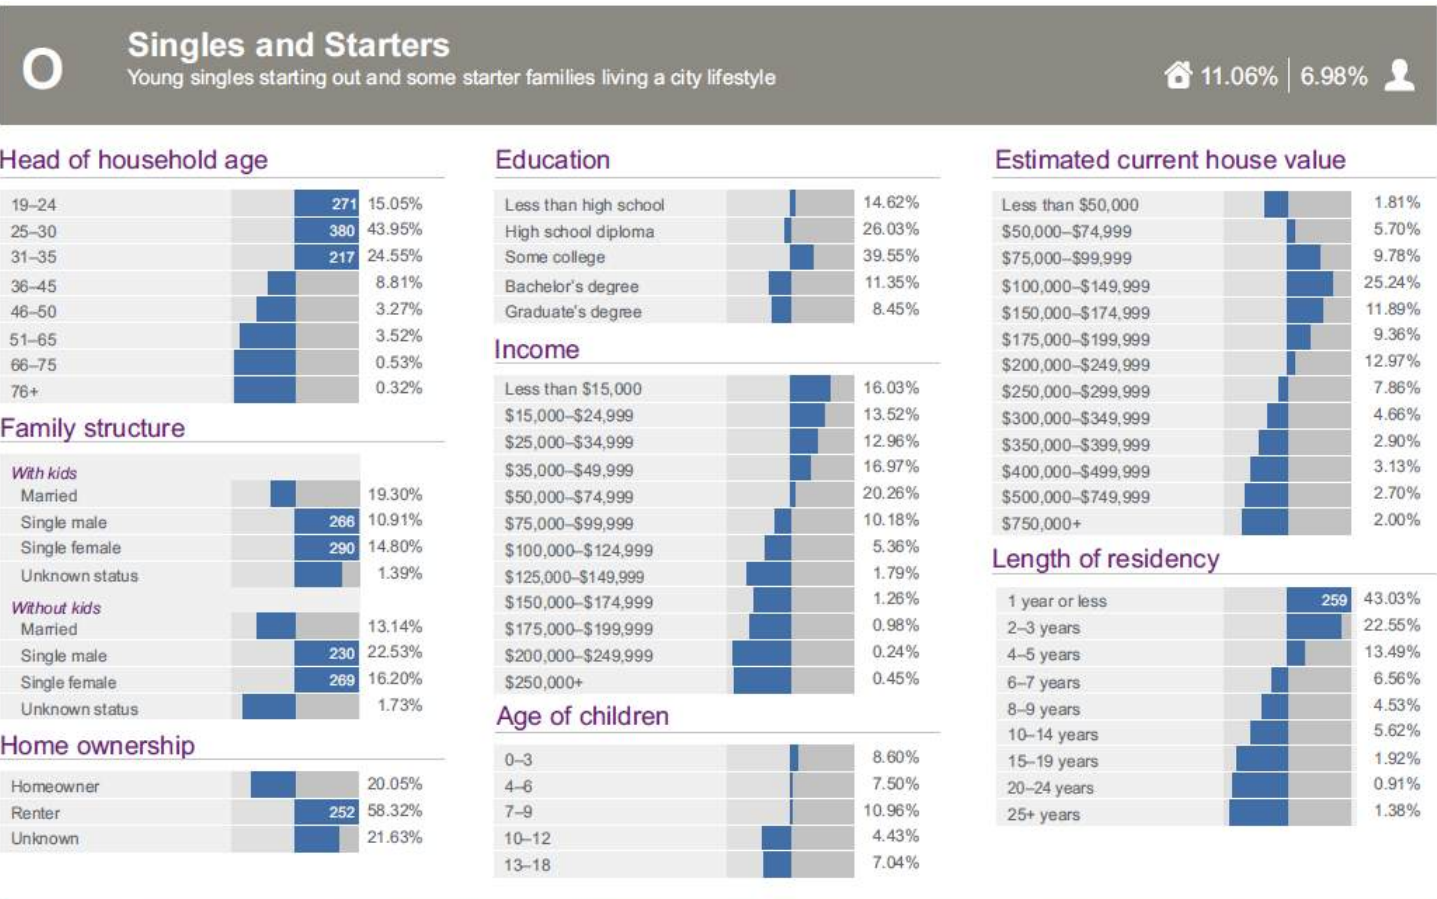 O
Singles and Starters
Young singles starting out and some starter families living a city lifestyle
11.06% 6.98%
Head of household age
19–24 271 15.05%
25–30 380 43.95%
31–35 217 24.55%
36–45 8.81%
46–50 3.27%
51–65 3.52%
66–75 0.53%
76+ 0.32%
Family structure
With kids
Married 19.30%
Single male 266 10.91%
Single female 290 14.80%
Unknown status 1.39%
Without kids
Married 13.14%
Single male 230 22.53%
Single female 269 16.20%
Unknown status 1.73%
Home ownership
Homeowner 20.05%
Renter 252 58.32%
Unknown 21.63%
Education
Less than high school 14.62%
High school diploma 26.03%
Some college 39.55%
Bachelor's degree 11.35%
Graduate's degree 8.45%
Income
Less than $15,000 16.03%
$15,000–$24,999 13.52%
$25,000–$34,999 12.96%
$35,000–$49,999 16.97%
$50,000–$74,999 20.26%
$75,000–$99,999 10.18%
$100,000–$124,999 5.36%
$125,000–$149,999 1.79%
$150,000–$174,999 1.26%
$175,000–$199,999 0.98%
$200,000–$249,999 0.24%
$250,000+ 0.45%
Age of children
0–3 8.60%
4–6 7.50%
7–9 10.96%
10–12 4.43%
13–18 7.04%
Estimated current house value
Less than $50,000 1.81%
$50,000–$74,999 5.70%
$75,000–$99,999 9.78%
$100,000–$149,999 25.24%
$150,000–$174,999 11.89%
$175,000–$199,999 9.36%
$200,000–$249,999 12.97%
$250,000–$299,999 7.86%
$300,000–$349,999 4.66%
$350,000–$399,999 2.90%
$400,000–$499,999 3.13%
$500,000–$749,999 2.70%
$750,000+ 2.00%
Length of residency
1 year or less 259 43.03%
2–3 years 22.55%
4–5 years 13.49%
6–7 years 6.56%
8–9 years 4.53%
10–14 years 5.62%
15–19 years 1.92%
20–24 years 0.91%
25+ years 1.38%